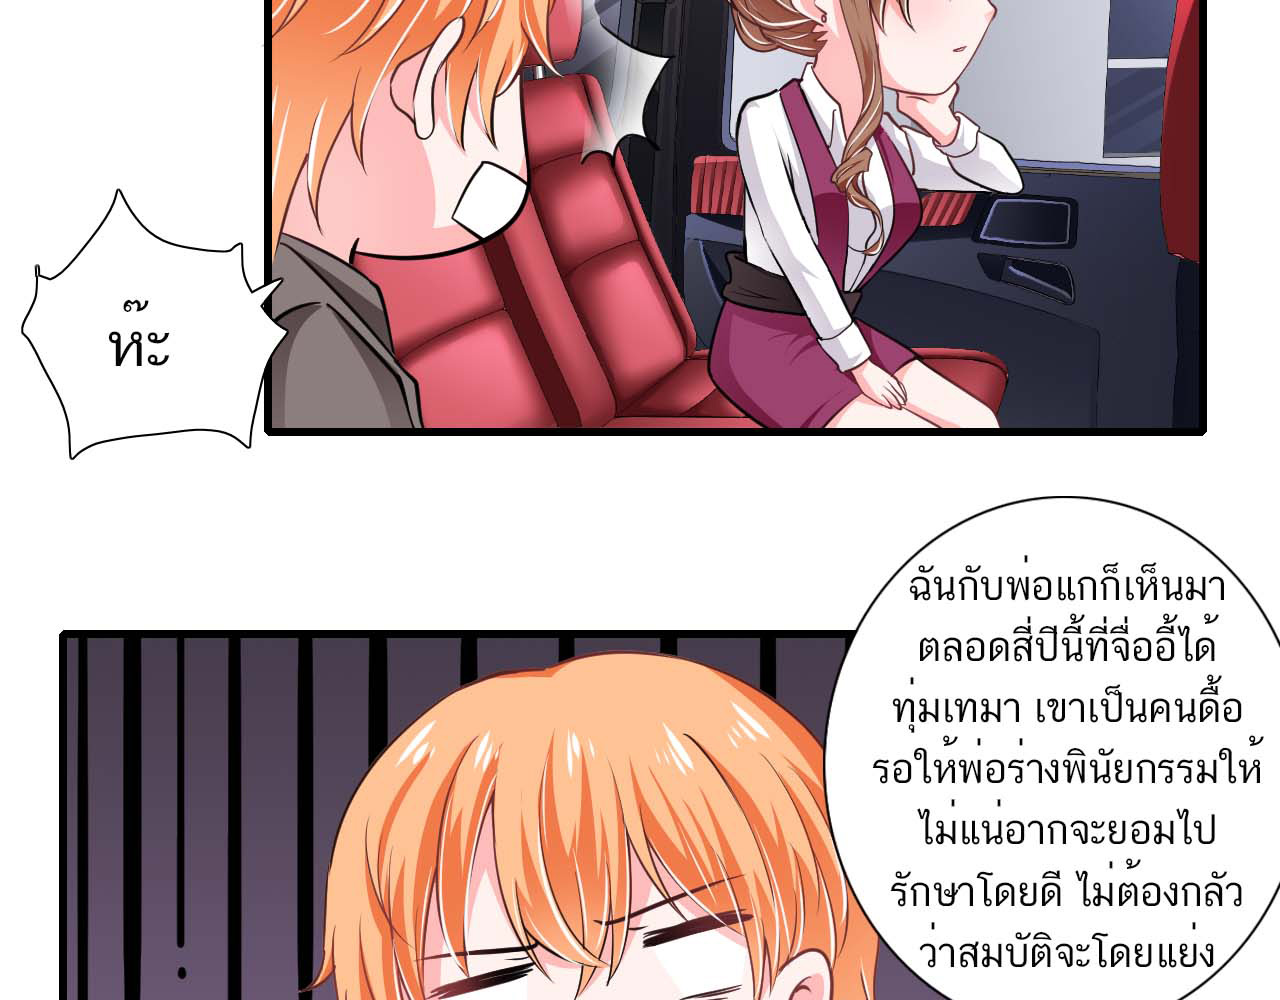 ห๊ะ
ฉันกับพ่อแกก็เห็นมา
ตลอดสี่ปีนี้ที่จื่ออี้ได้
ทุ่มเทมา เขาเป็นคนดื้อ
รอให้พ่อร่างพินัยกรรมให้
ไม่แน่อากจะยอมไป
รักษาโดยดี ไม่ต้องกลัว
ว่าสมบัติจะโดยแย่ง